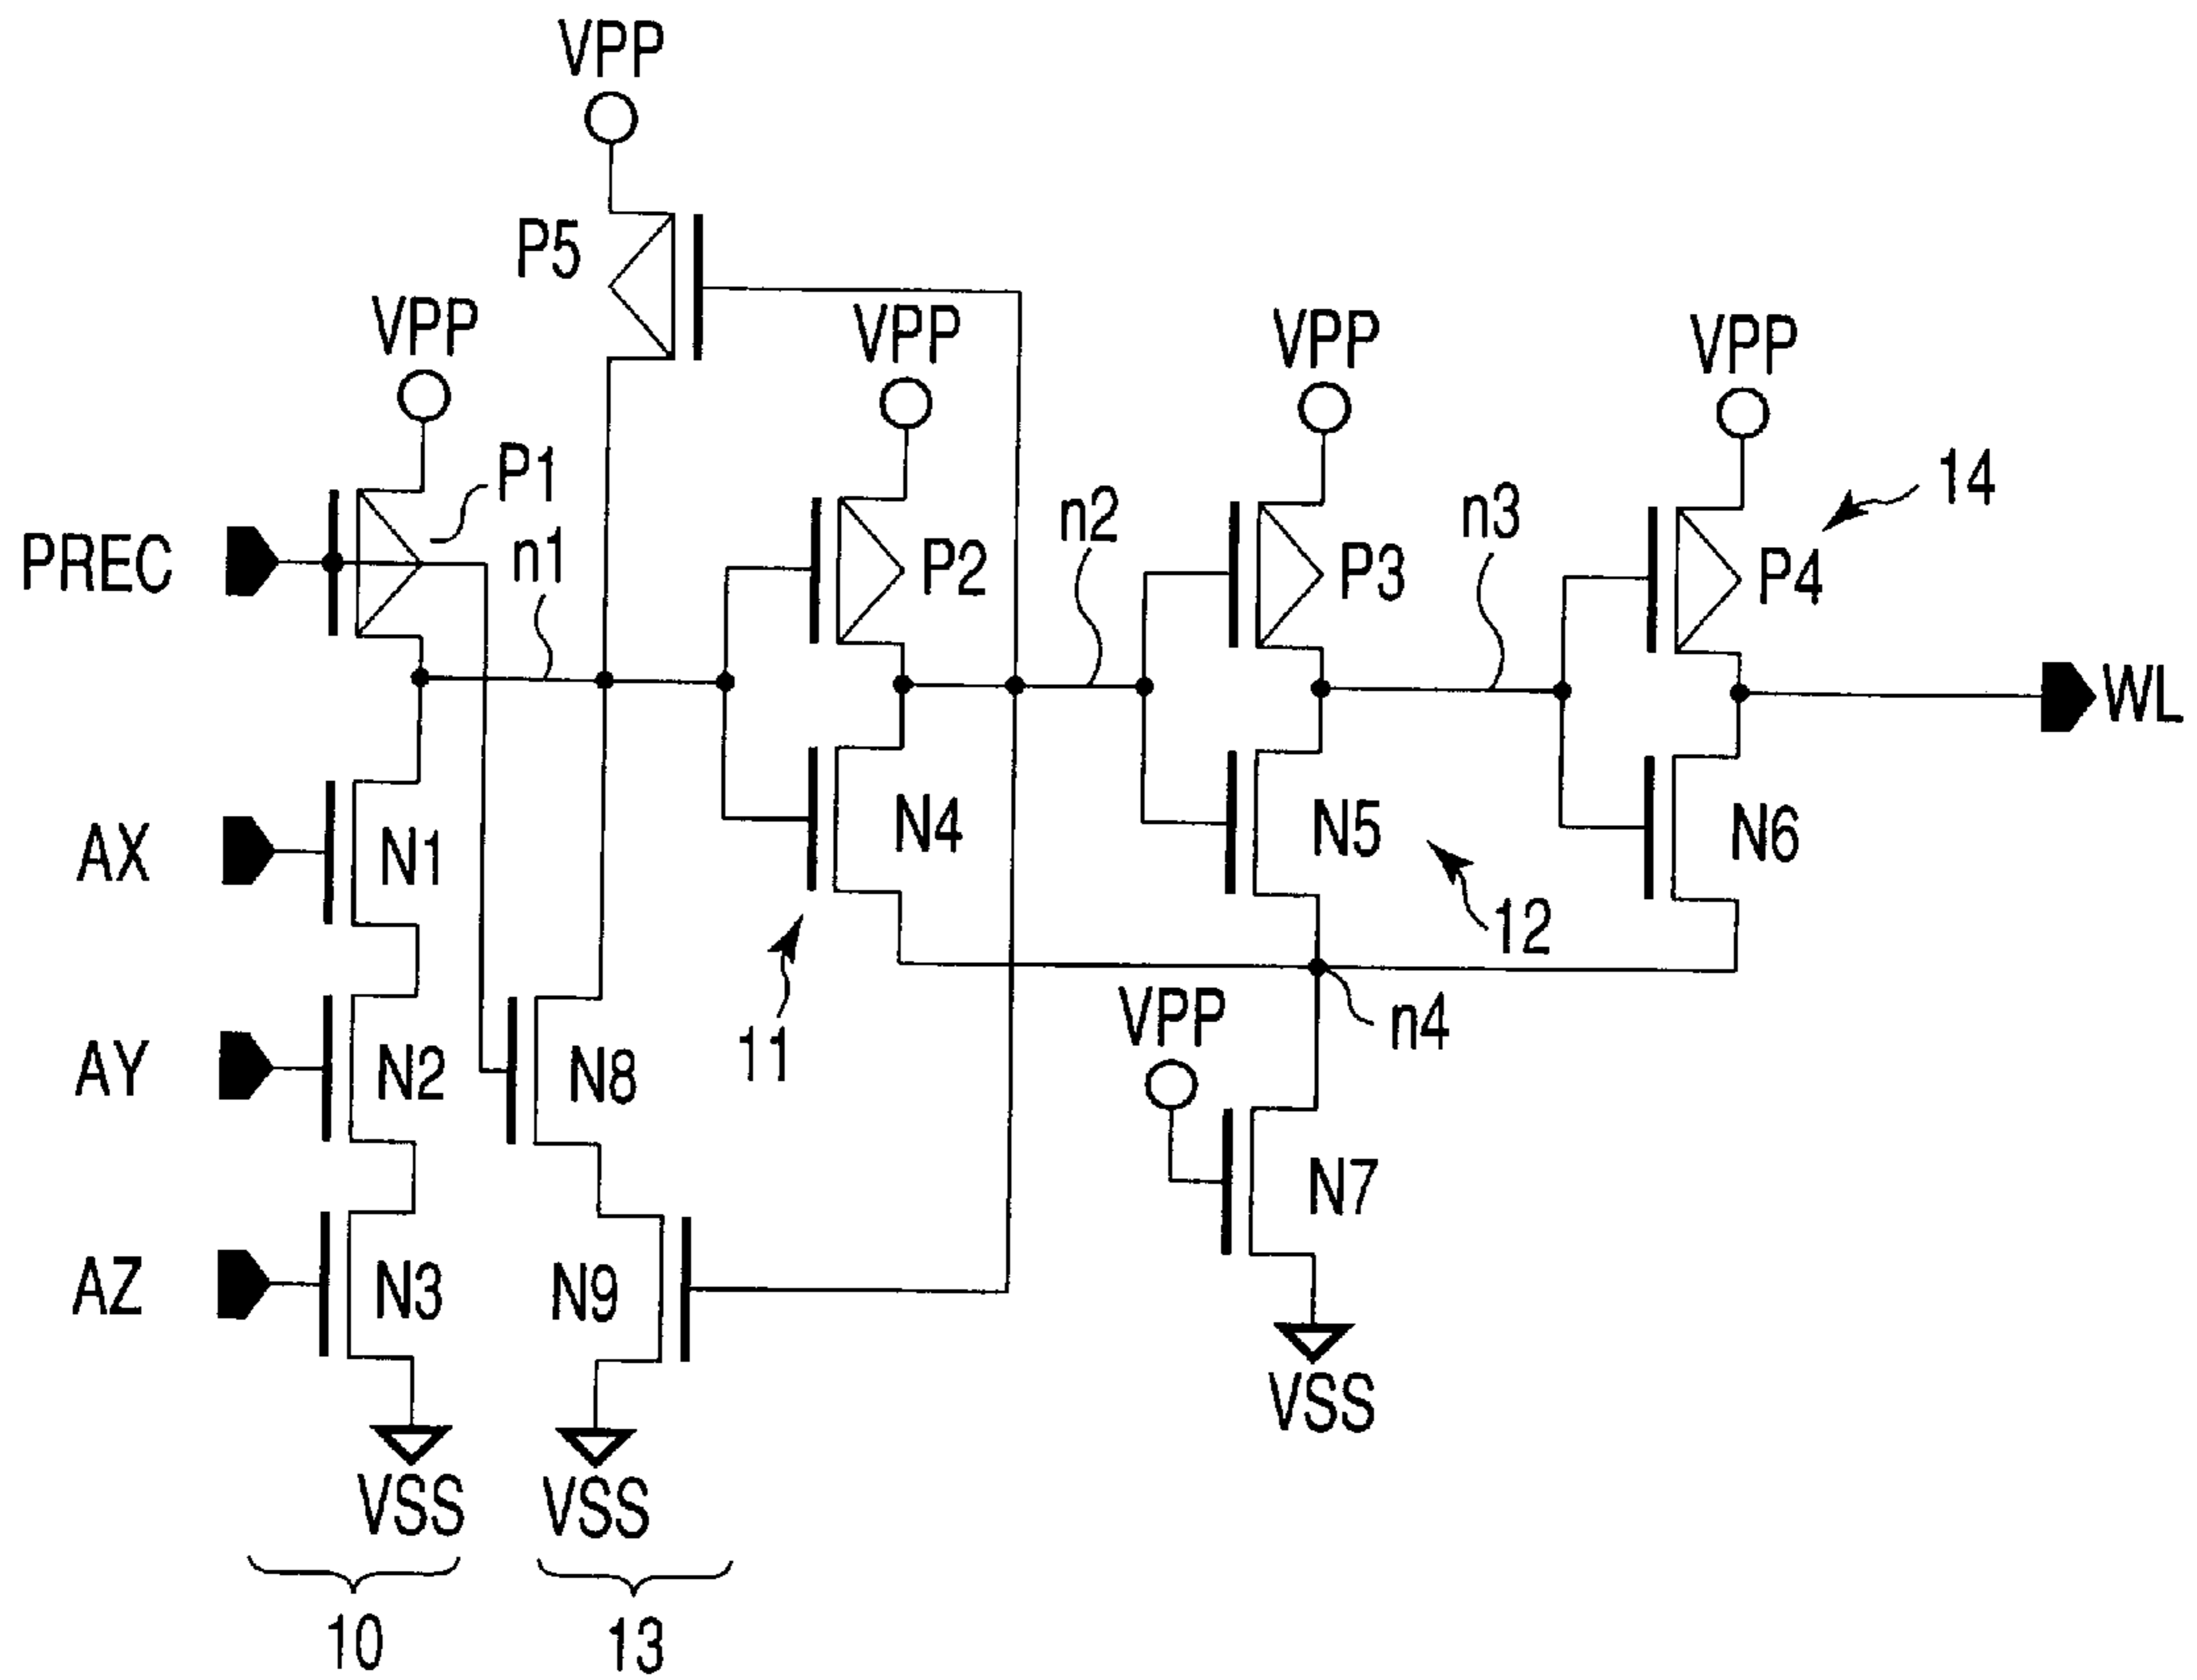 VPP
P5
VPP
VPP
VPP
VPP
P1
14
n1
n2
n3
PREC
P2
P3
P4
WL
AX
N1
N4
N5
N6
12
VPP
n4
11
AY
N2
N8
N7
AZ
N3
N9
VSS
VSS
VSS
10
13